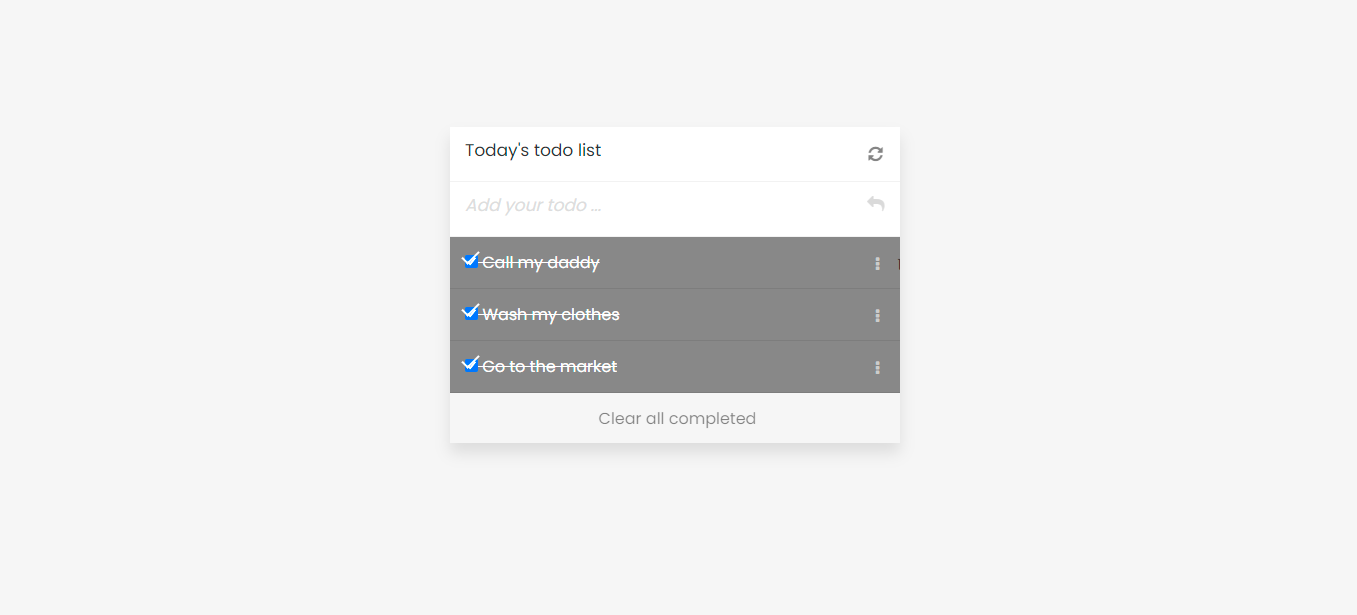 Today's todo list
Add your todo ...
Call my daddy
Wash my clothes
Go to the market
Clear all completed